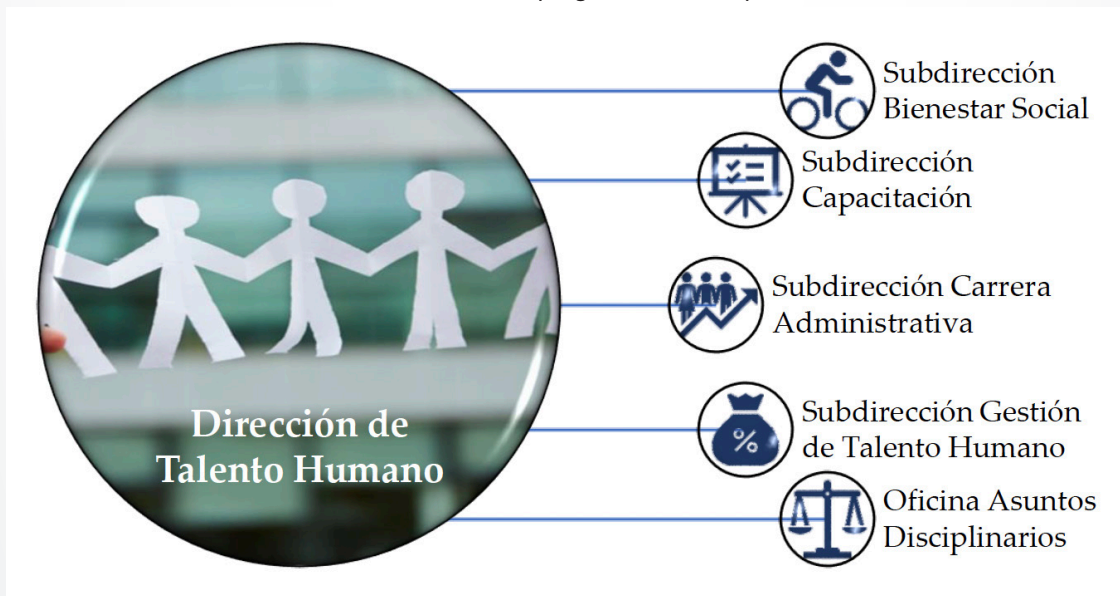 Subdirección
Bienestar Social
Subdirección
Capacitación
Subdirección Carrera
Administrativa
Subdirección Gestión
de Talento Humano
Oficina Asuntos
Disciplinarios
Dirección de
Talento Humano
%